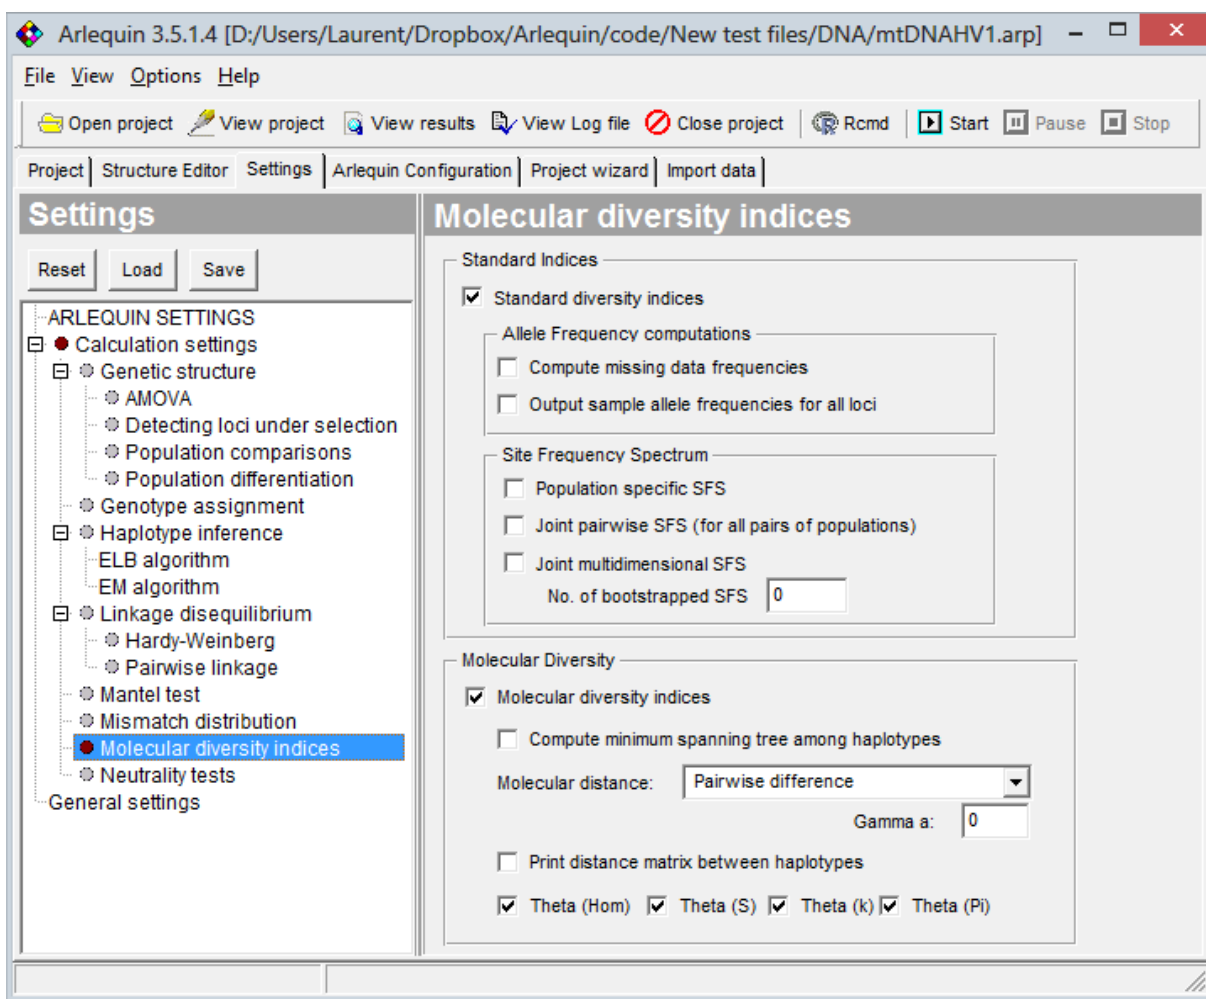 Arlequin 3.5.1.4 [D:/Users/Laurent/Dropbox/Arlequin/code/New test files/DNA/mtDNAHV1.arp]
File View Options Help
Open project View project View results View Log file Close project Rcmd Start Pause Stop
Project Structure Editor Settings Arlequin Configuration Project wizard Import data
Settings
Reset Load Save
ARLEQUIN SETTINGS
Calculation settings
Genetic structure
AMOVA
Detecting loci under selection
Population comparisons
Population differentiation
Genotype assignment
Haplotype inference
ELB algorithm
EM algorithm
Linkage disequilibrium
Hardy-Weinberg
Pairwise linkage
Mantel test
Mismatch distribution
Molecular diversity indices
Neutrality tests
General settings
Molecular diversity indices
Standard Indices
Standard diversity indices
Allele Frequency computations
Compute missing data frequencies
Output sample allele frequencies for all loci
Site Frequency Spectrum
Population specific SFS
Joint pairwise SFS (for all pairs of populations)
Joint multidimensional SFS
No. of bootstrapped SFS 0
Molecular Diversity
Molecular diversity indices
Compute minimum spanning tree among haplotypes
Molecular distance: Pairwise difference
Gamma a: 0
Print distance matrix between haplotypes
Theta (Hom) Theta (S) Theta (k) Theta (Pi)